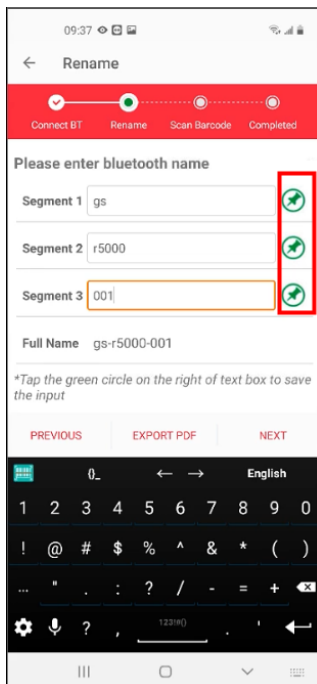 09:37
Rename
Connect BT Rename Scan Barcode Completed
Please enter bluetooth name
Segment 1 gs
Segment 2 r5000
Segment 3 001
Full Name gs-r5000-001
*Tap the green circle on the right of text box to save
the input
PREVIOUS EXPORT PDF NEXT
{}_ ← → English
1 2 3 4 5 6 7 8 9 0
! @ # $ % ^ & * ( )
... " . : ? / - = +
? , 123!#() . '